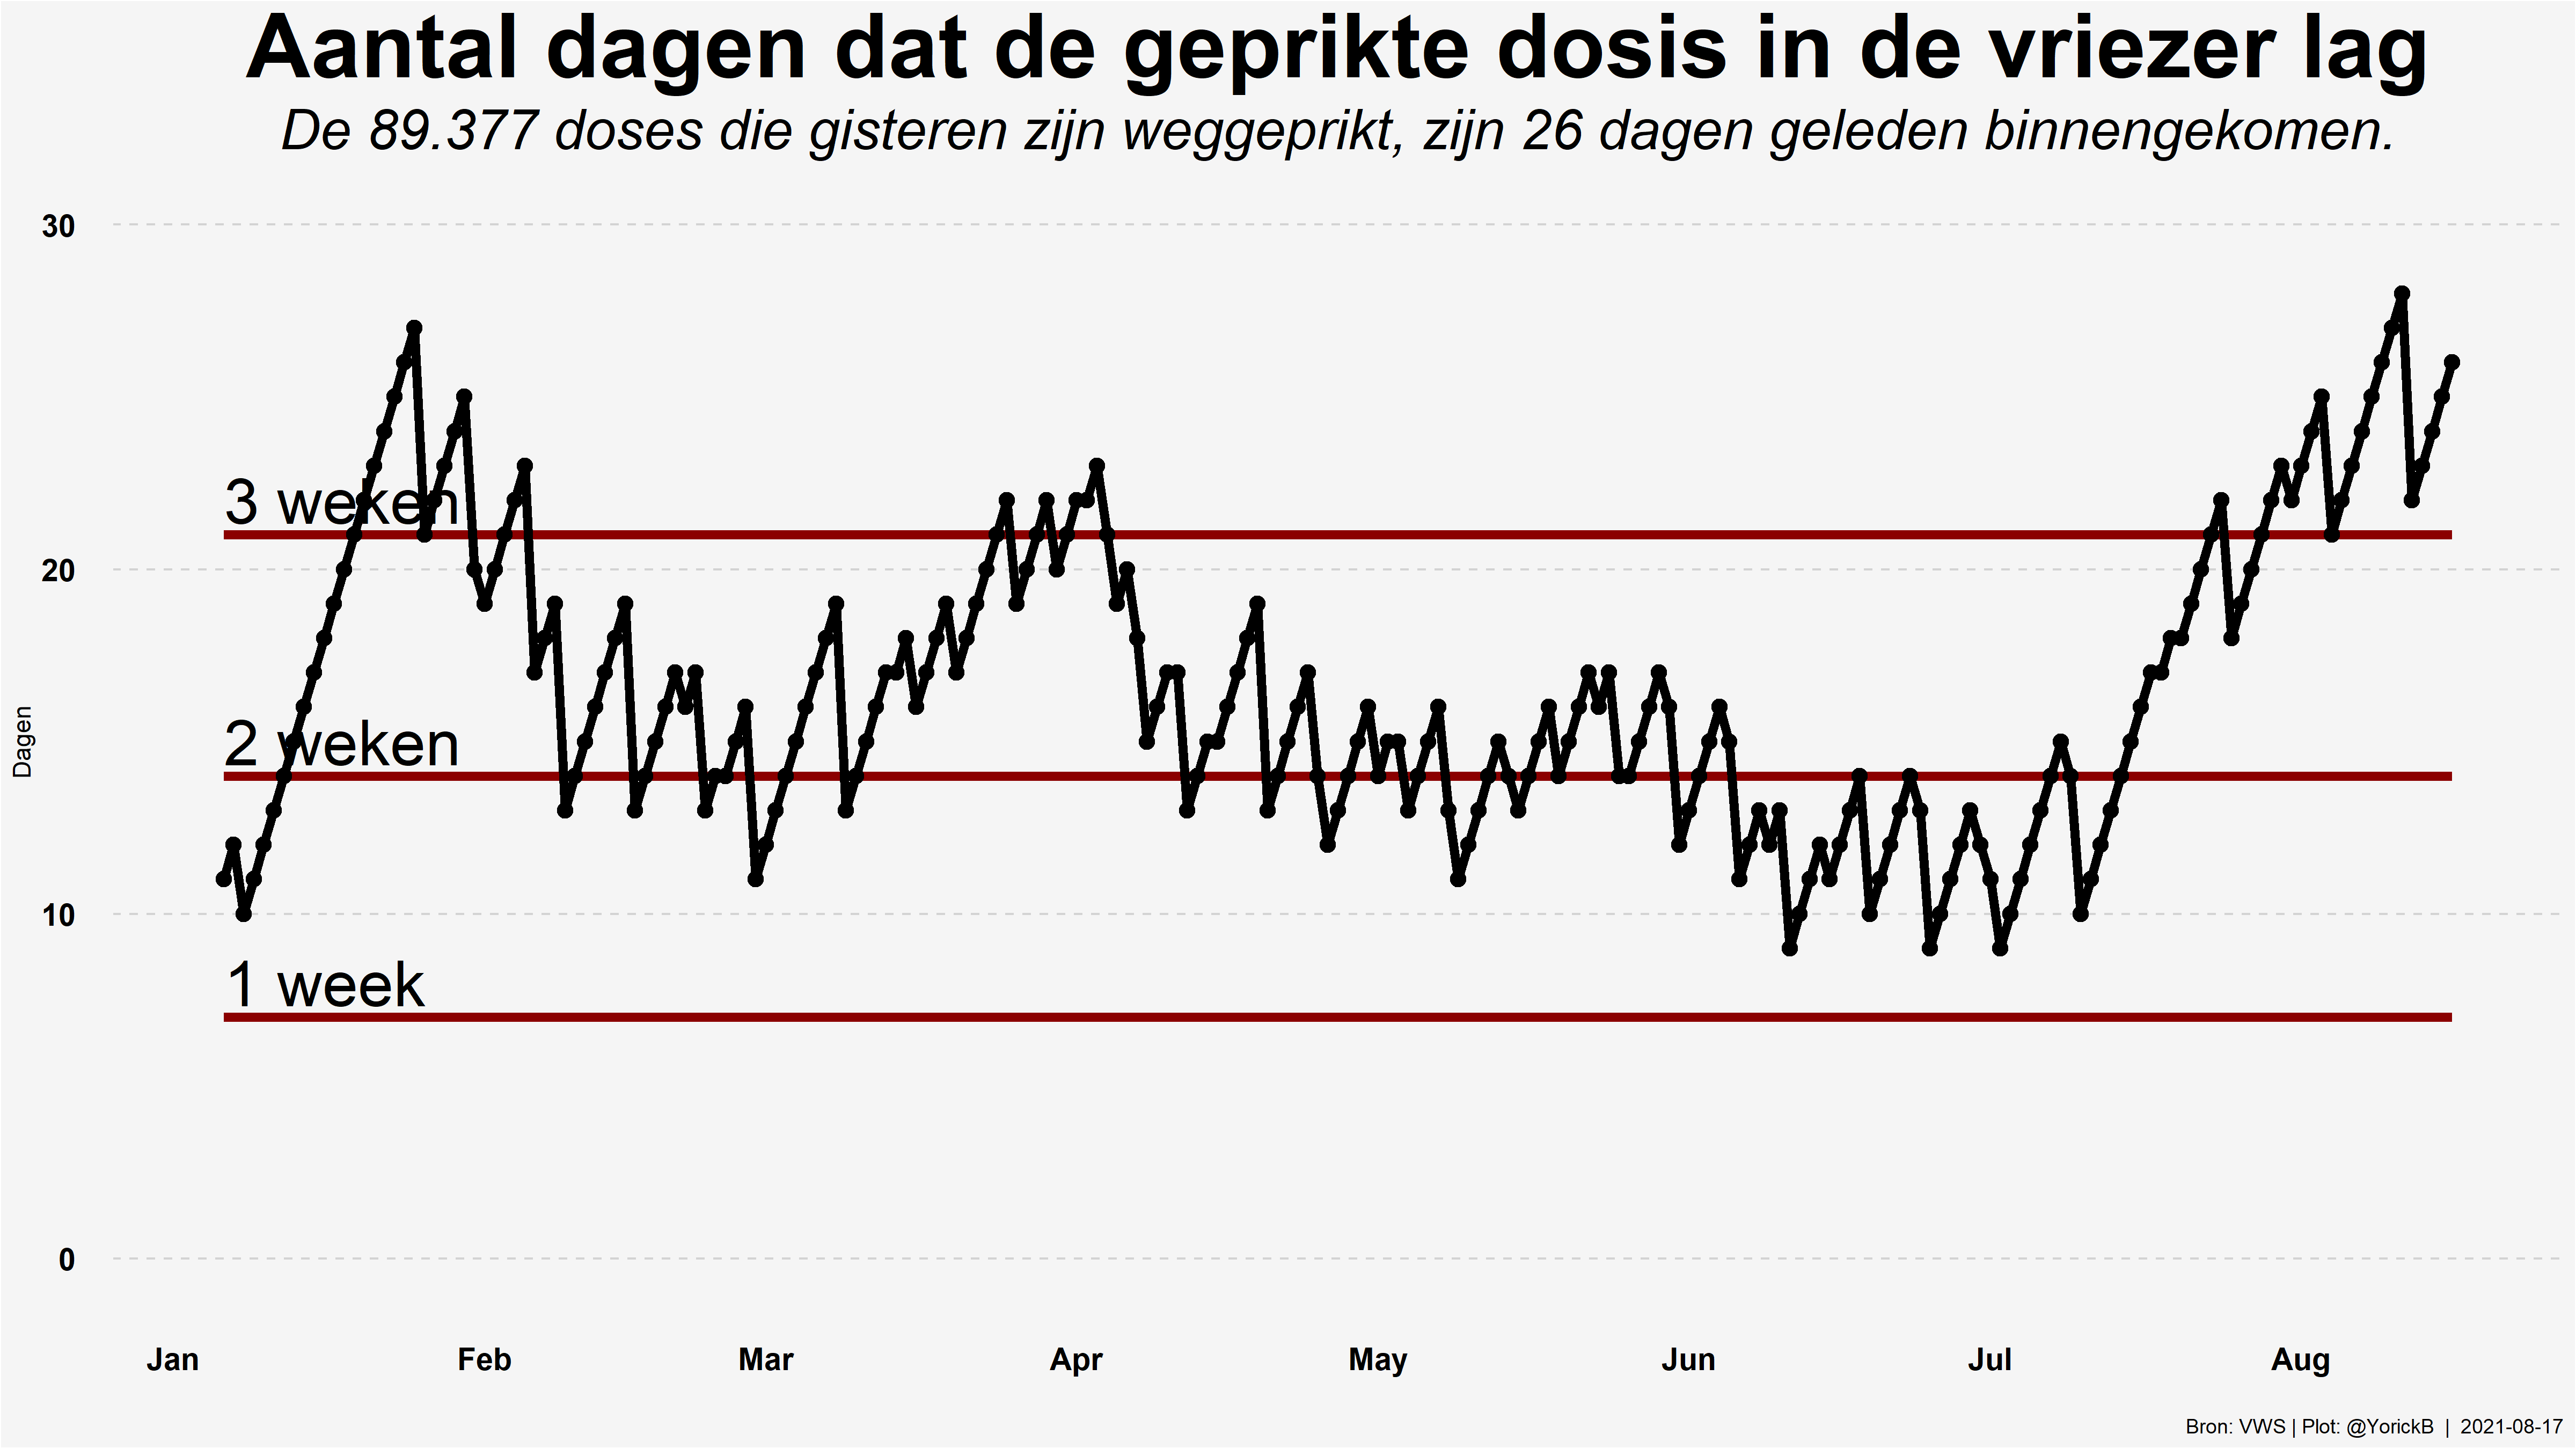 Aantal dagen dat de geprikte dosis in de vriezer lag
De 89.377 doses die gisteren zijn weggeprikt, zijn 26 dagen geleden binnengekomen.
30
3 weken
20
2 weken
Dagen
10
1 week
0
Jan Feb Mar Apr May Jun Jul Aug
Bron: VWS | Plot: @YorickB | 2021-08-17